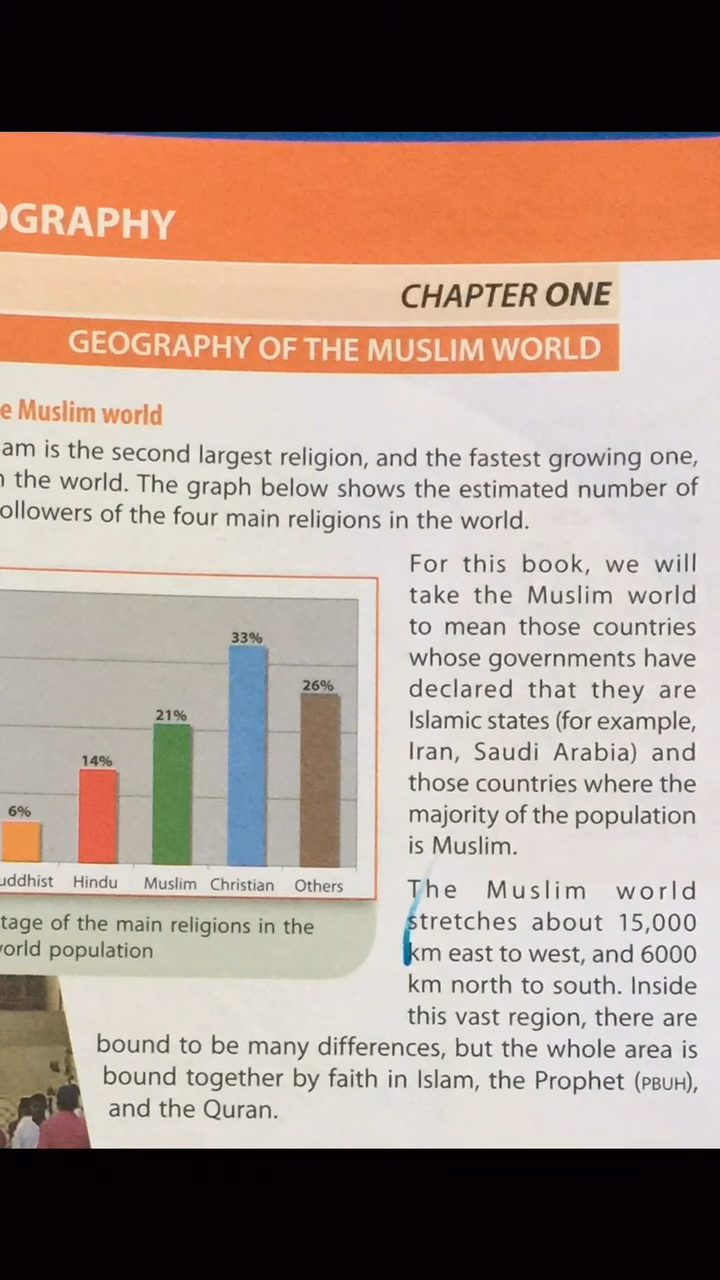 OGRAPHY
CHAPTER ONE
GEOGRAPHY OF THE MUSLIM WORLD
e Muslim world
am is the second largest religion, and the fastest growing one,
the world. The graph below shows the estimated number of
ollowers of the four main religions in the world.
33%
26%
21%
14%
6%
uddhist Hindu Muslim Christian Others
tage of the main religions in the
orld population
For this book, we will
take the Muslim world
to mean those countries
whose governments have
declared that they are
Islamic states (for example,
Iran, Saudi Arabia) and
those countries where the
majority of the population
is Muslim.
The Muslim world
stretches about 15,000
km east to west, and 6000
km north to south. Inside
this vast region, there are
bound to be many differences, but the whole area is
bound together by faith in Islam, the Prophet (PBUH),
and the Quran.